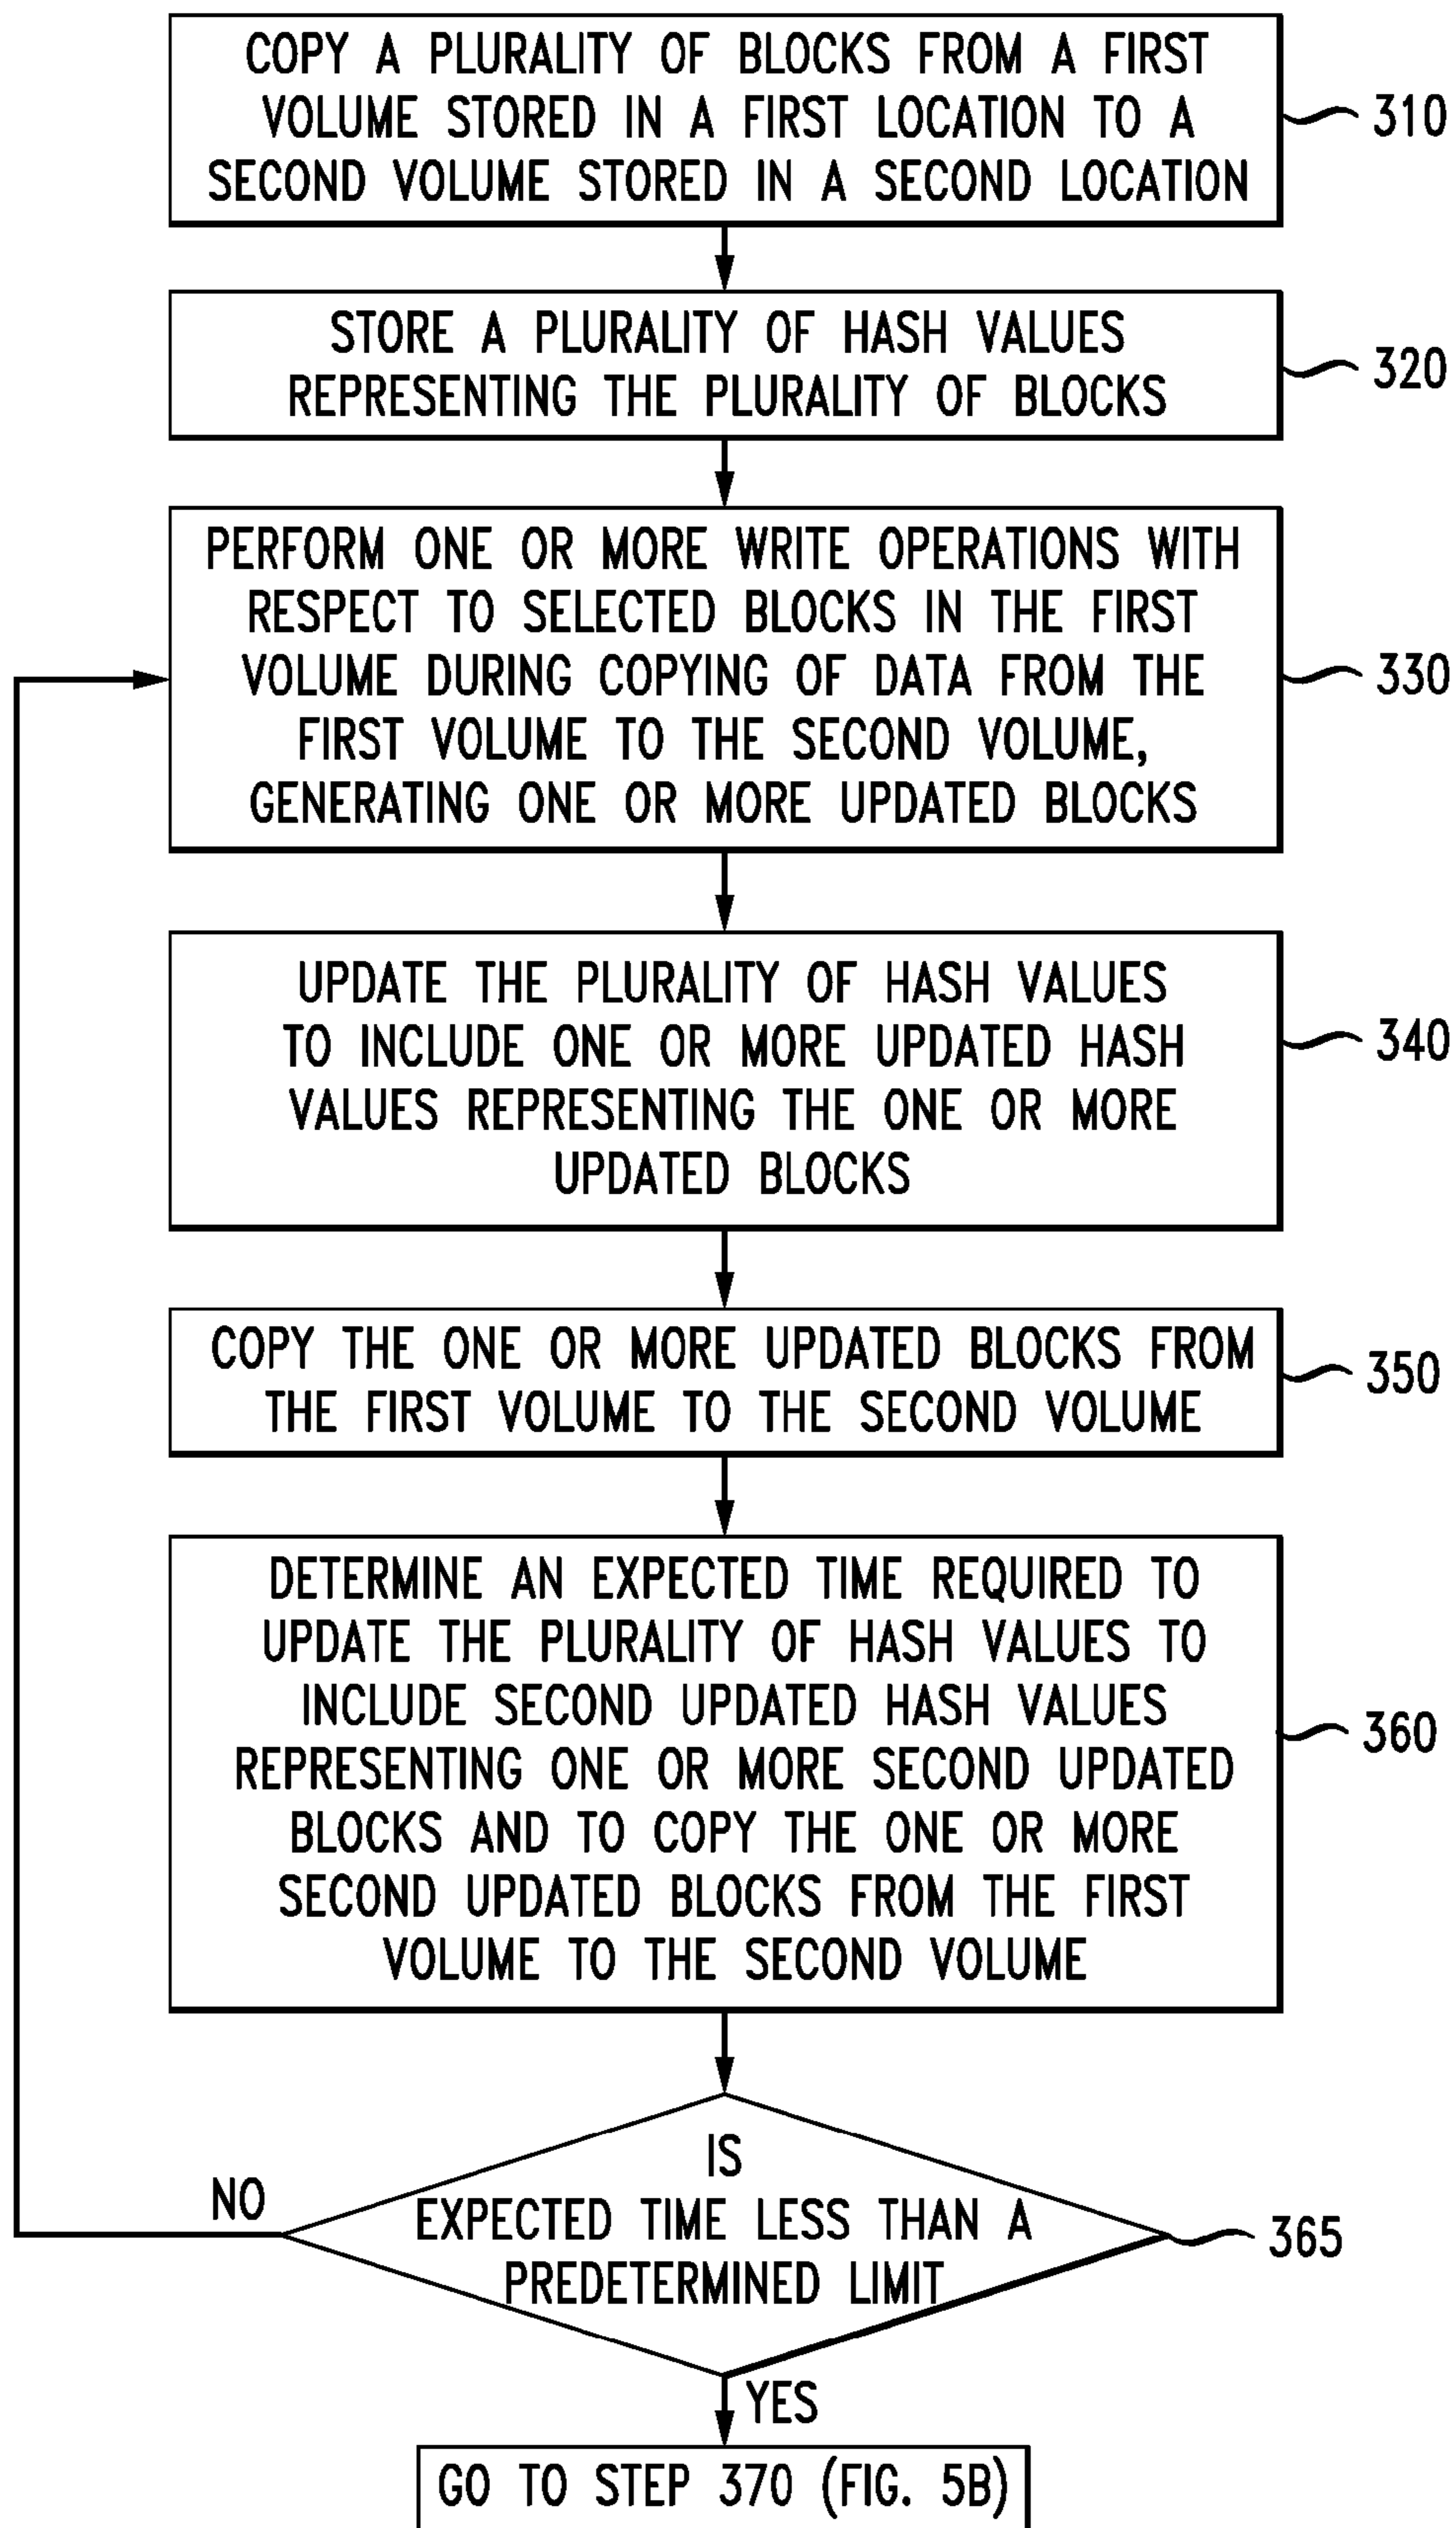 COPY A PLURALITY OF BLOCKS FROM A FIRST
VOLUME STORED IN A FIRST LOCATION TO A
SECOND VOLUME STORED IN A SECOND LOCATION
310
STORE A PLURALITY OF HASH VALUES
REPRESENTING THE PLURALITY OF BLOCKS
320
PERFORM ONE OR MORE WRITE OPERATIONS WITH
RESPECT TO SELECTED BLOCKS IN THE FIRST
VOLUME DURING COPYING OF DATA FROM THE
FIRST VOLUME TO THE SECOND VOLUME,
GENERATING ONE OR MORE UPDATED BLOCKS
330
UPDATE THE PLURALITY OF HASH VALUES
TO INCLUDE ONE OR MORE UPDATED HASH
VALUES REPRESENTING THE ONE OR MORE
UPDATED BLOCKS
340
COPY THE ONE OR MORE UPDATED BLOCKS FROM
THE FIRST VOLUME TO THE SECOND VOLUME
350
DETERMINE AN EXPECTED TIME REQUIRED TO
UPDATE THE PLURALITY OF HASH VALUES TO
INCLUDE SECOND UPDATED HASH VALUES
REPRESENTING ONE OR MORE SECOND UPDATED
BLOCKS AND TO COPY THE ONE OR MORE
SECOND UPDATED BLOCKS FROM THE FIRST
VOLUME TO THE SECOND VOLUME
360
IS
EXPECTED TIME LESS THAN A
PREDETERMINED LIMIT
365
NO
YES
GO TO STEP 370 (FIG. 5B)